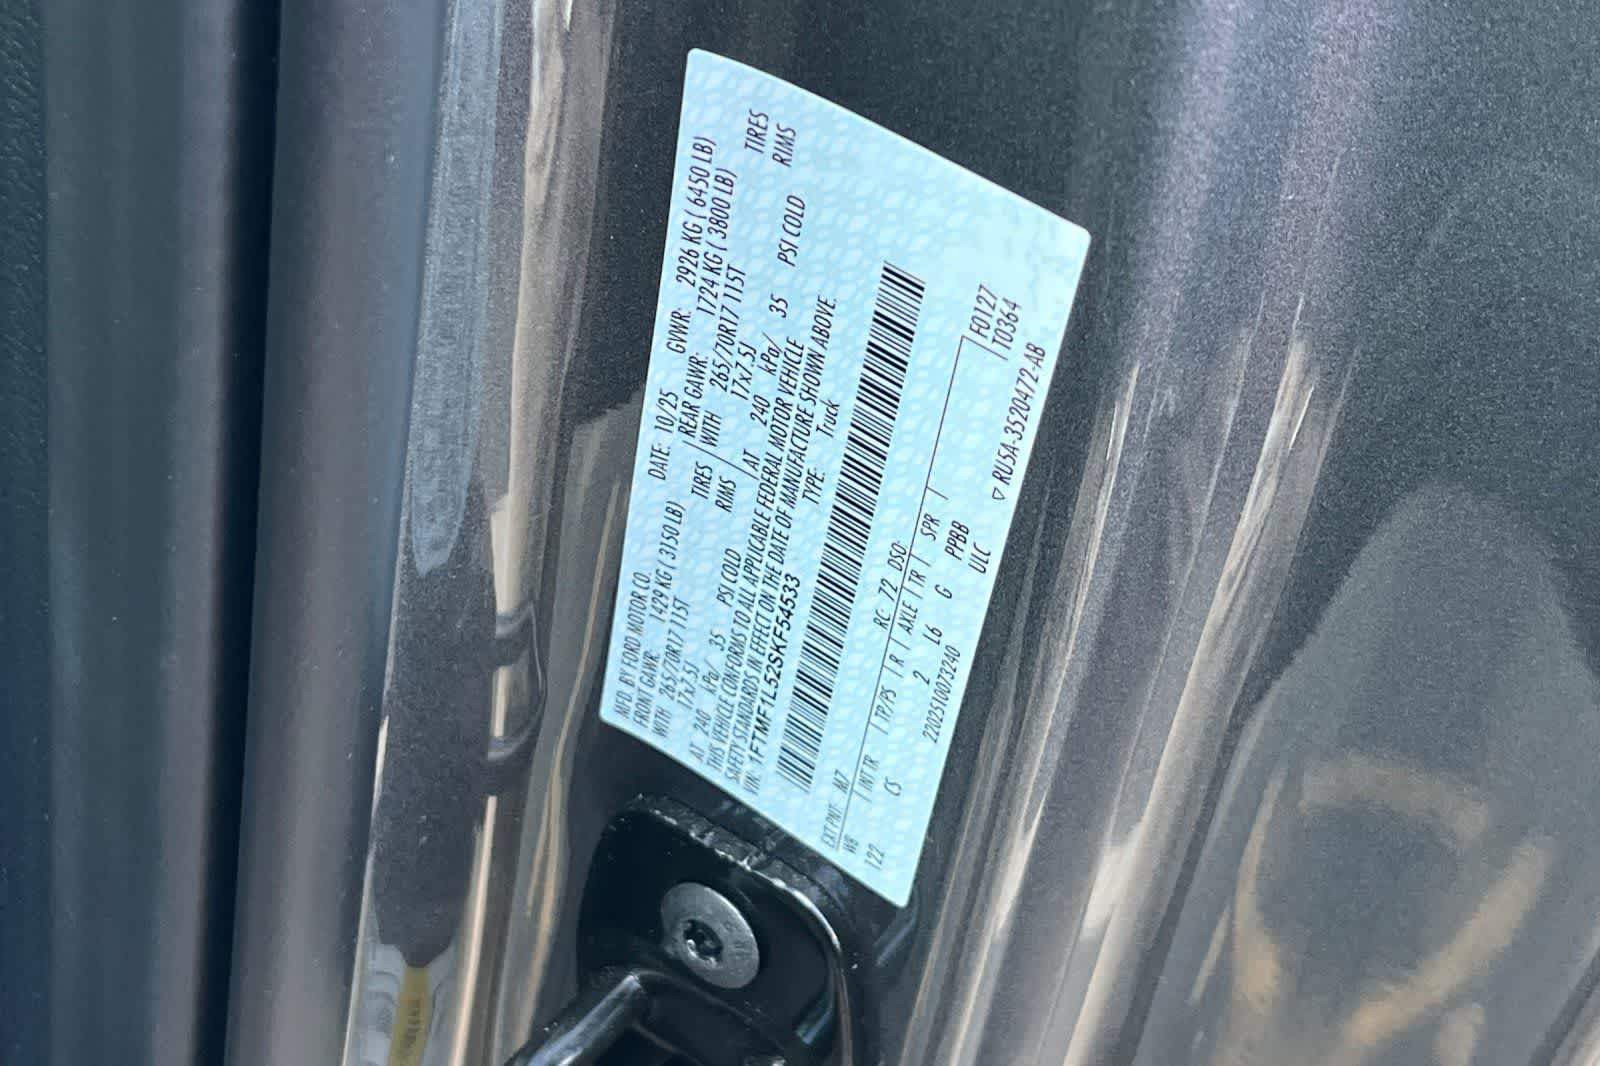 MFD. BY FORD MOTOR CO.
DATE: 10/25 GVWR: 2926 KG ( 6450 LB)
FRONT GAWR: 1429 KG ( 3150 LB) REAR GAWR: 1724 KG ( 3800 LB)
WITH 265/70R17 115T TIRES WITH 265/70R17 115T TIRES
17x7.5J RIMS 17x7.5J RIMS
AT 240 kPa/ 35 PSI COLD AT 240 kPa/ 35 PSI COLD
THIS VEHICLE CONFORMS TO ALL APPLICABLE FEDERAL MOTOR VEHICLE
SAFETY STANDARDS IN EFFECT ON THE DATE OF MANUFACTURE SHOWN ABOVE.
VIN: 1FTMF1L52SKF54533 TYPE: Truck
EXT PNT: M7 RC: 72 DSO: F0127
WB INT TR TP/PS R AXLE TR SPR T0364
122 CS 2 L6 G PPBB
ULC ▽ RU5A-3520472-AB
2202510073240